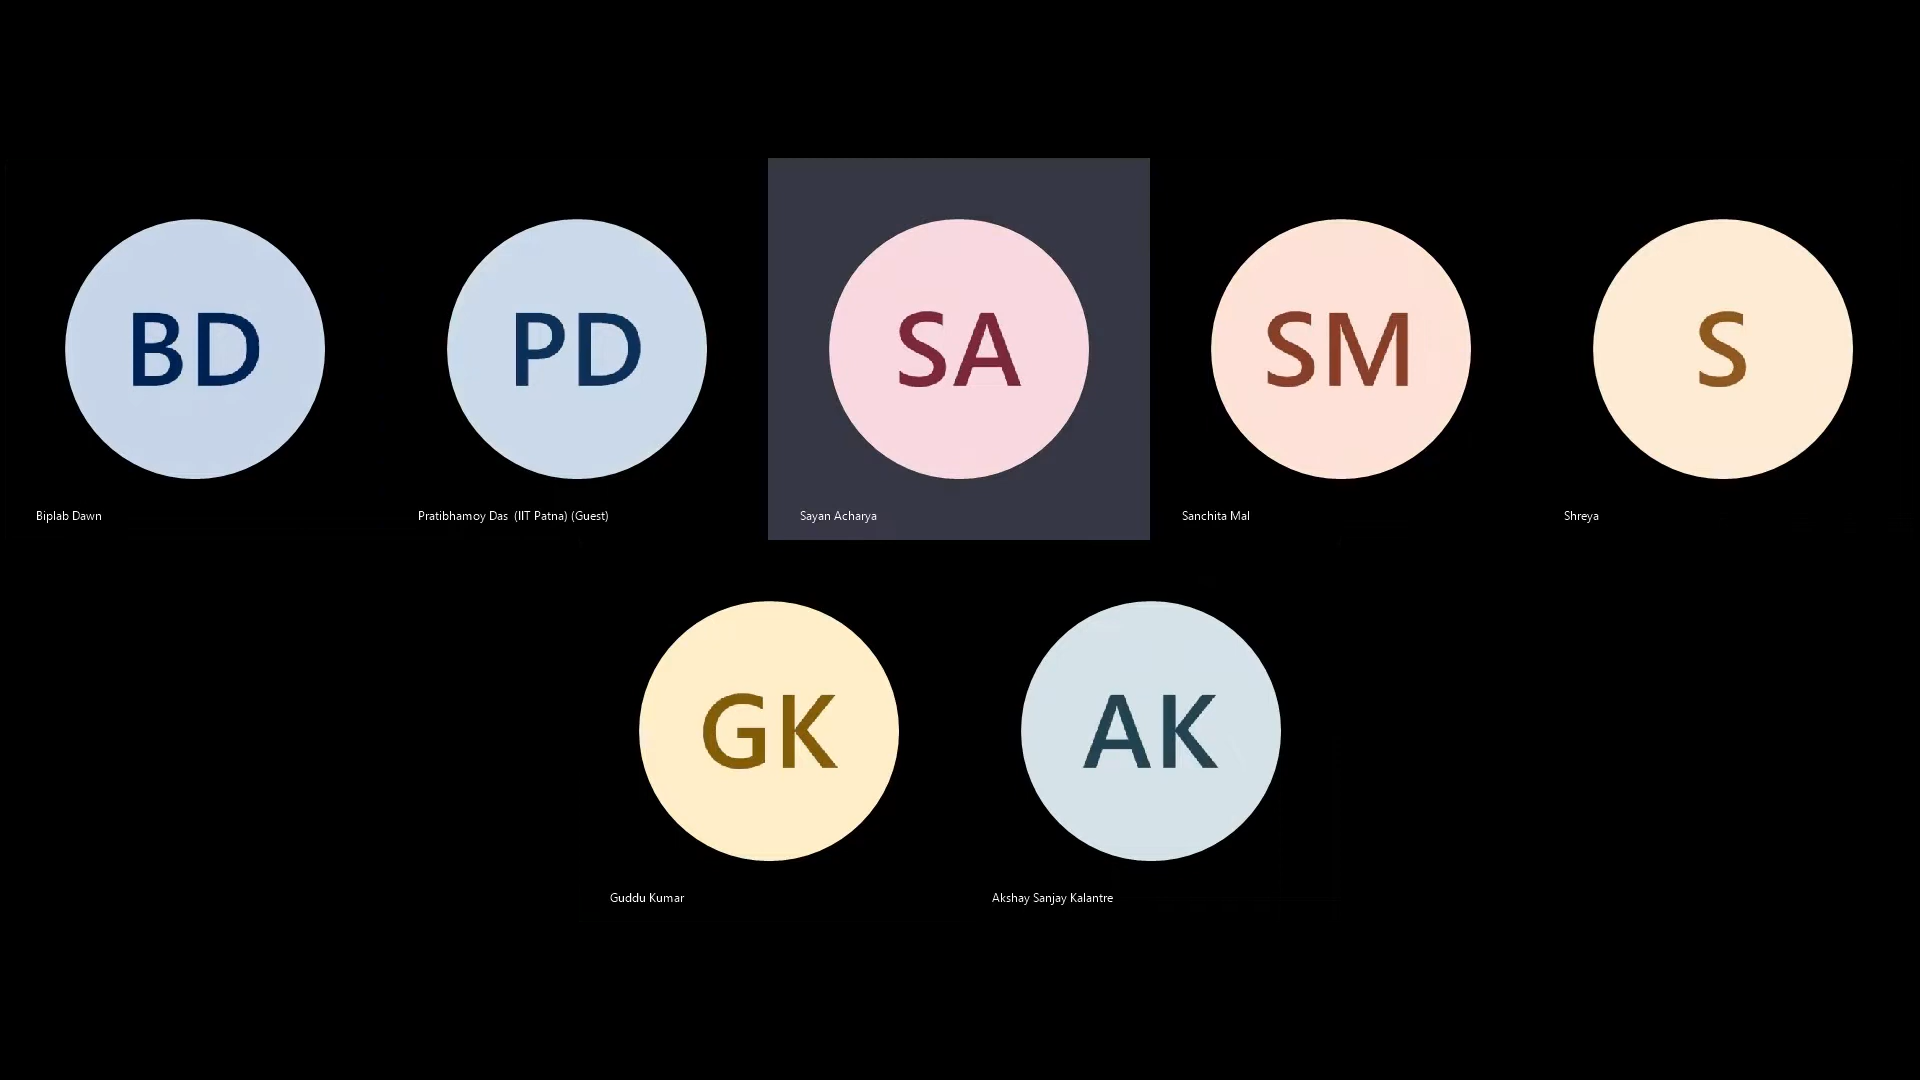 BD
PD
SA
SM
S
Biplab Dawn
Pratibhamoy Das (IIT Patna) (Guest)
Sayan Acharya
Sanchita Mal
Shreya
GK
AK
Guddu Kumar
Akshay Sanjay Kalantre